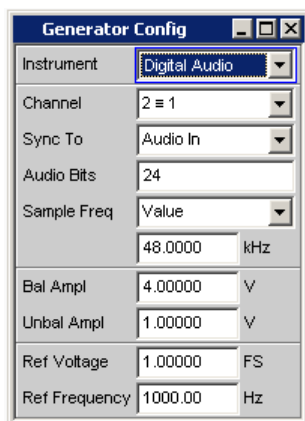 Generator Config
Instrument Digital Audio
Channel 2 ≡ 1
Sync To Audio In
Audio Bits 24
Sample Freq Value
48.0000 kHz
Bal Ampl 4.00000 V
Unbal Ampl 1.00000 V
Ref Voltage 1.00000 FS
Ref Frequency 1000.00 Hz